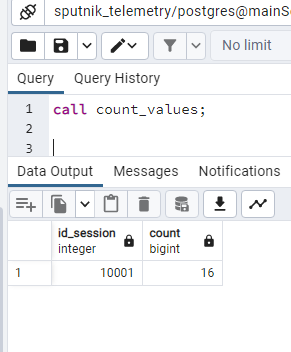 sputnik_telemetry/postgres@mainS
No limit
Query Query History
1 call count_values;
2
3
Data Output Messages Notifications
id_session integer count bigint
1 10001 16